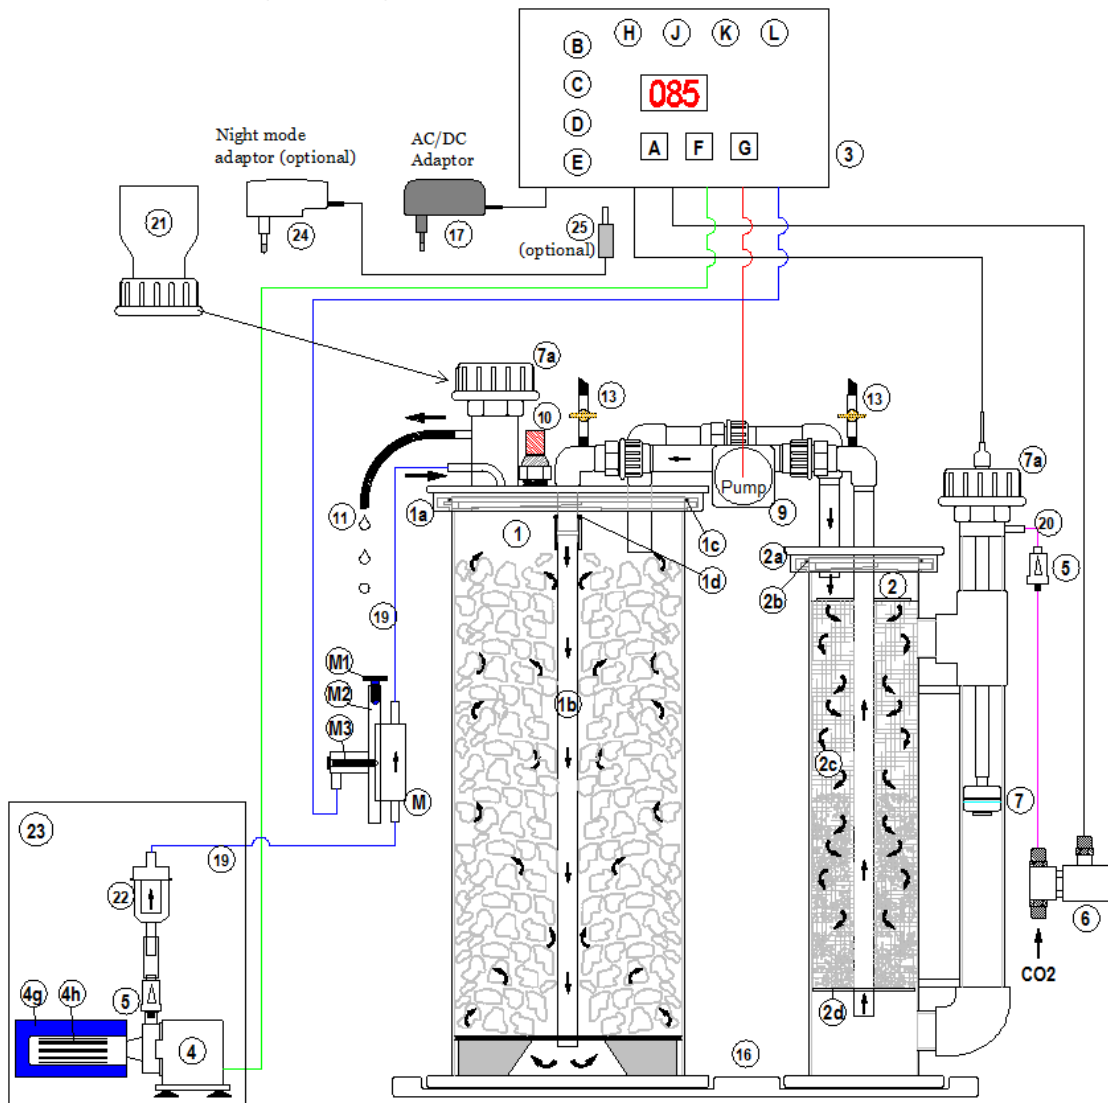 H J K L
B
C
085
D
A F G
E
3
Night mode
adaptor (optional)
AC/DC
Adaptor
21
24
17
25
(optional)
7a
13
13
10
7a
Pump
9
11
1a
1
1c
1d
2a
2b
2
20
5
19
M1
M2
M3
M
1b
2c
7
6
CO2
23
19
22
4g
4h
5
4
2d
16